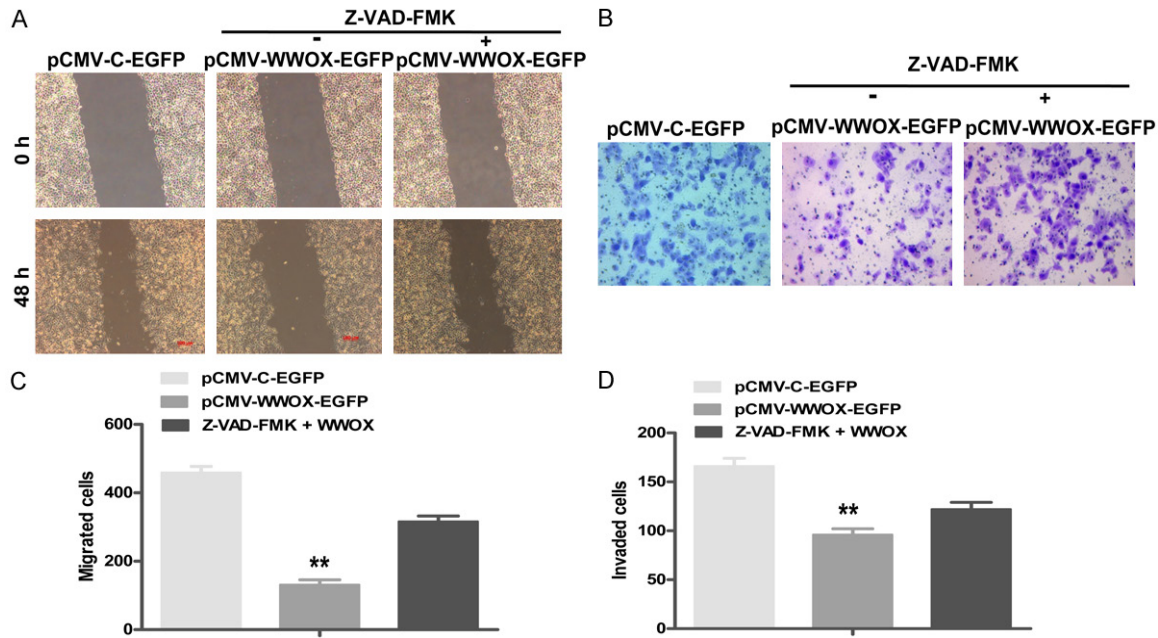 A
Z-VAD-FMK
- +
pCMV-C-EGFP pCMV-WWOX-EGFP pCMV-WWOX-EGFP
0 h
48 h
B
Z-VAD-FMK
- +
pCMV-C-EGFP pCMV-WWOX-EGFP pCMV-WWOX-EGFP
C
pCMV-C-EGFP
pCMV-WWOX-EGFP
Z-VAD-FMK + WWOX
Migrated cells
600
400
200
0
**
D
pCMV-C-EGFP
pCMV-WWOX-EGFP
Z-VAD-FMK + WWOX
Invaded cells
200
150
100
50
0
**